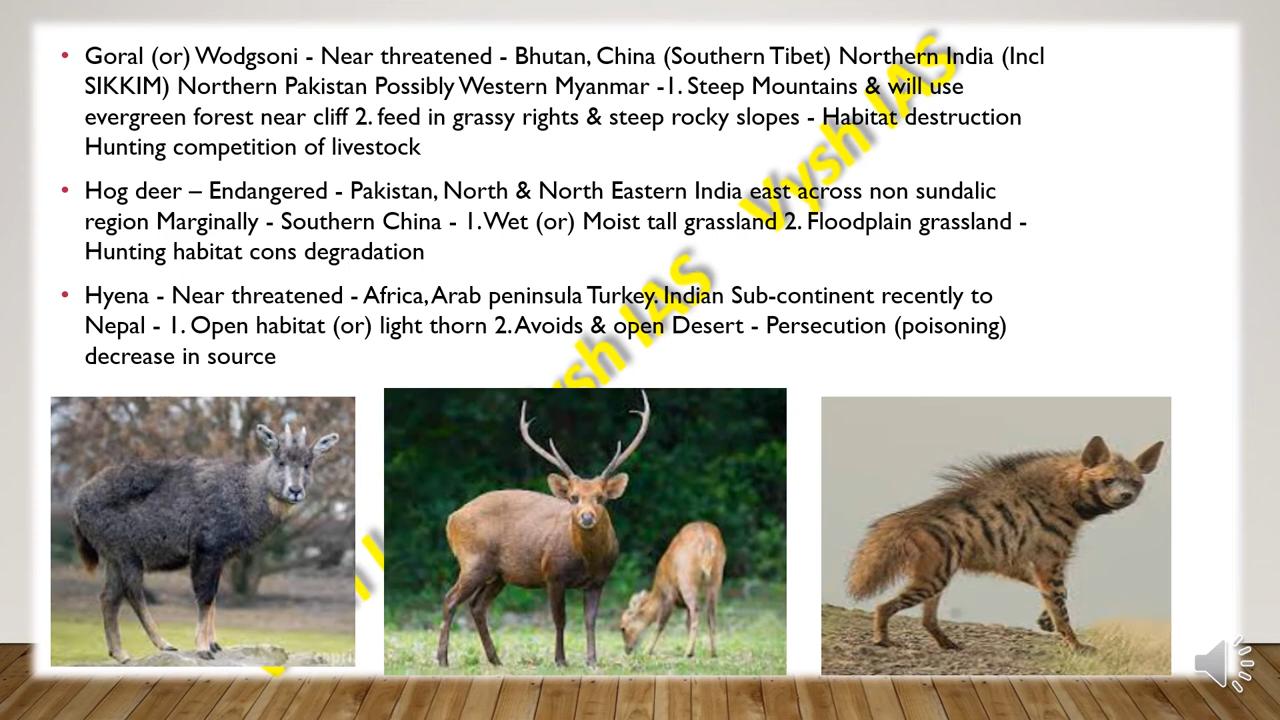 • Goral (or) Wodgsoni - Near threatened - Bhutan, China (Southern Tibet) Northern India (Incl
SIKKIM) Northern Pakistan Possibly Western Myanmar -1. Steep Mountains & will use
evergreen forest near cliff 2. feed in grassy rights & steep rocky slopes - Habitat destruction
Hunting competition of livestock
• Hog deer – Endangered - Pakistan, North & North Eastern India east across non sundalic
region Marginally - Southern China - 1. Wet (or) Moist tall grassland 2. Floodplain grassland -
Hunting habitat cons degradation
• Hyena - Near threatened - Africa, Arab peninsula Turkey. Indian Sub-continent recently to
Nepal - 1. Open habitat (or) light thorn 2. Avoids & open Desert - Persecution (poisoning)
decrease in source
Vysh IAS
Vysh IAS